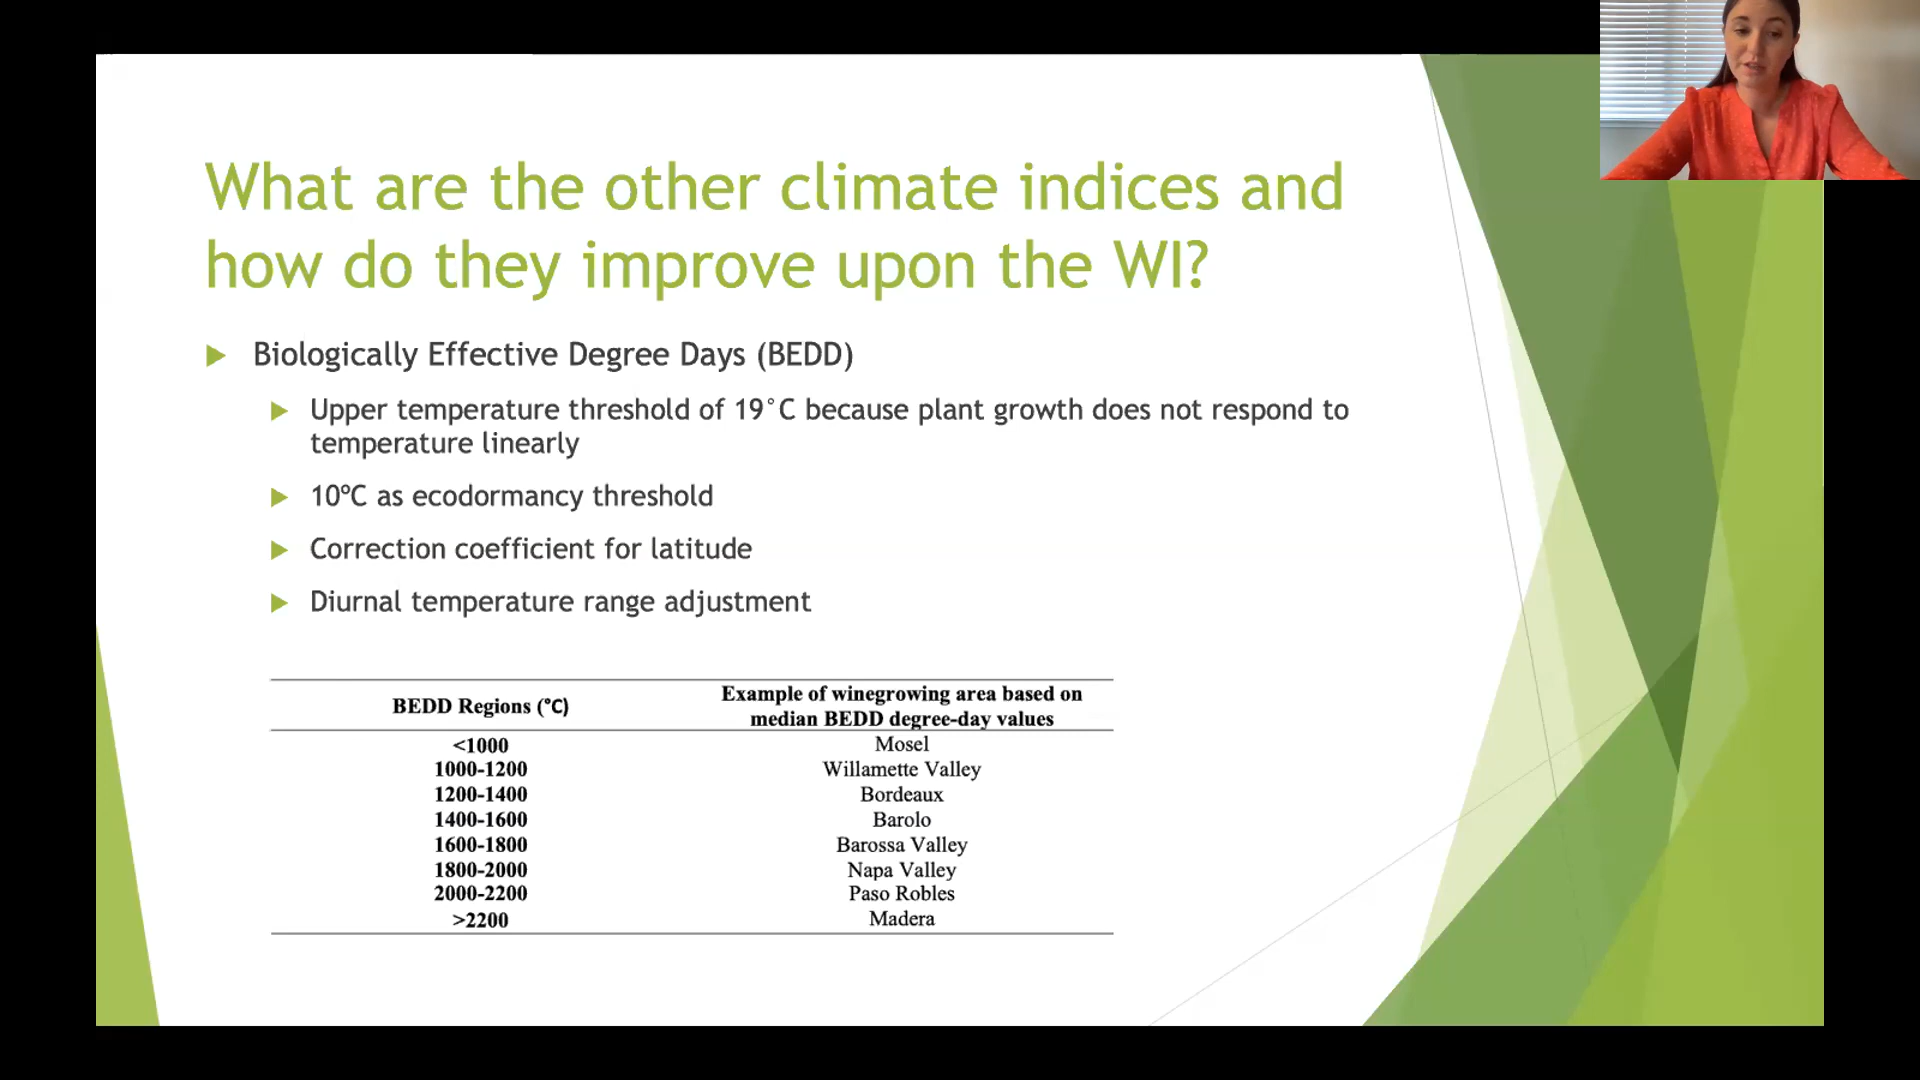 What are the other climate indices and
how do they improve upon the WI?
Biologically Effective Degree Days (BEDD)
Upper temperature threshold of 19°C because plant growth does not respond to
temperature linearly
10ºC as ecodormancy threshold
Correction coefficient for latitude
Diurnal temperature range adjustment
BEDD Regions (°C) Example of winegrowing area based on
median BEDD degree-day values
<1000 Mosel
1000-1200 Willamette Valley
1200-1400 Bordeaux
1400-1600 Barolo
1600-1800 Barossa Valley
1800-2000 Napa Valley
2000-2200 Paso Robles
>2200 Madera